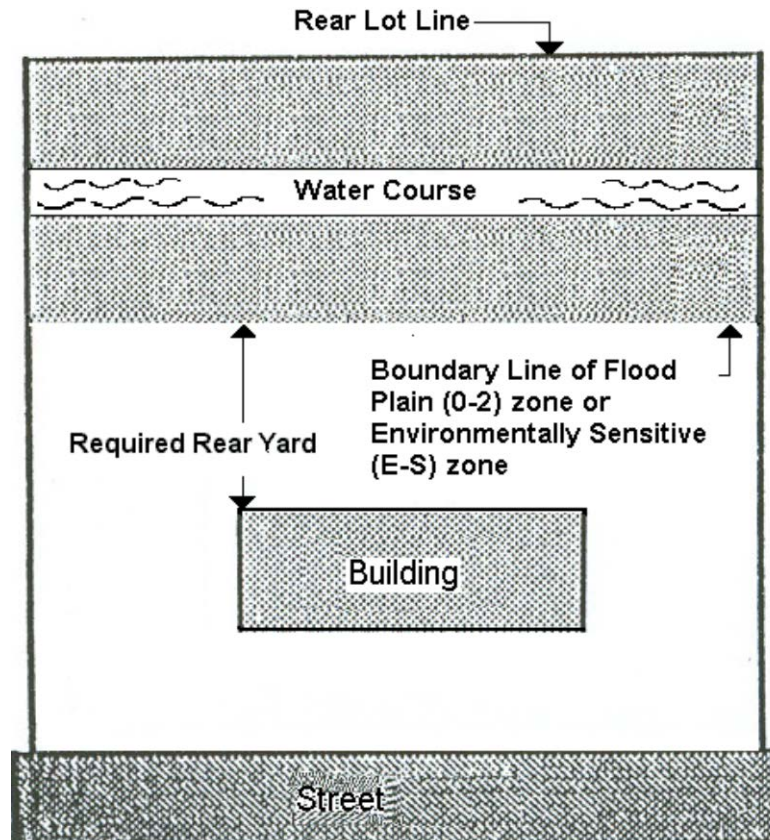 Rear Lot Line
Water Course
Required Rear Yard
Boundary Line of Flood
Plain (0-2) zone or
Environmentally Sensitive
(E-S) zone
Building
Street